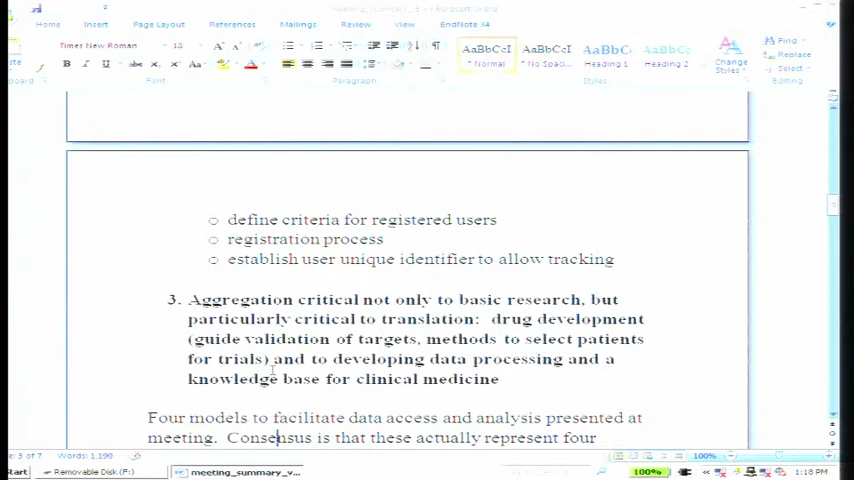 Microsoft Word
Home Insert Page Layout References Mailings Review View EndNote X4
Times New Roman 18
AaBbCcI AaBbCcI AaBbC AaBbCc
Normal No Spaci... Heading 1 Heading 2
Change
Styles
Find
Replace
Select
Font Paragraph Styles Editing
○ define criteria for registered users
○ registration process
○ establish user unique identifier to allow tracking
3. Aggregation critical not only to basic research, but
particularly critical to translation: drug development
(guide validation of targets, methods to select patients
for trials) and to developing data processing and a
knowledge base for clinical medicine
Four models to facilitate data access and analysis presented at
meeting. Consensus is that these actually represent four
: 3 of 7 Words: 1,190 100%
Start Removable Disk (F:) meeting_summary_v... 100% 1:18 PM